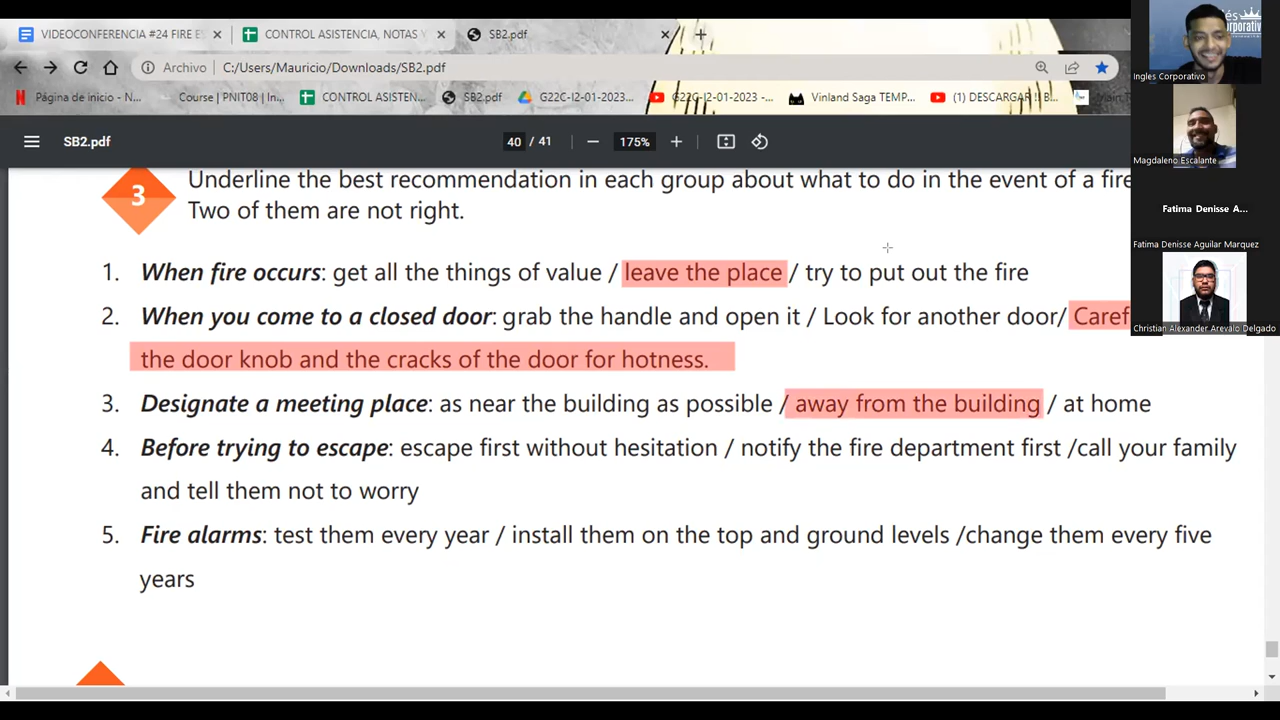 VIDEOCONFERENCIA #24 FIRE E
CONTROL ASISTENCIA, NOTAS Y
SB2.pdf
Archivo
C:/Users/Mauricio/Downloads/SB2.pdf
Página de inicio - N...
Course | PNIT08 | In...
CONTROL ASISTEN...
SB2.pdf
G22C-I2-01-2023...
G22C-I2-01-2023 -...
Vinland Saga TEMP...
(1) DESCARGAR
SB2.pdf
40 / 41
175%
3
Underline the best recommendation in each group about what to do in the event of a fire
Two of them are not right.
1. When fire occurs: get all the things of value / leave the place / try to put out the fire
2. When you come to a closed door: grab the handle and open it / Look for another door/ Caref
the door knob and the cracks of the door for hotness.
3. Designate a meeting place: as near the building as possible / away from the building / at home
4. Before trying to escape: escape first without hesitation / notify the fire department first /call your family
and tell them not to worry
5. Fire alarms: test them every year / install them on the top and ground levels /change them every five
years
Ingles Corporativo
Magdaleno Escalante
Fatima Denisse A...
Fatima Denisse Aguilar Marquez
Christian Alexander Arevalo Delgado